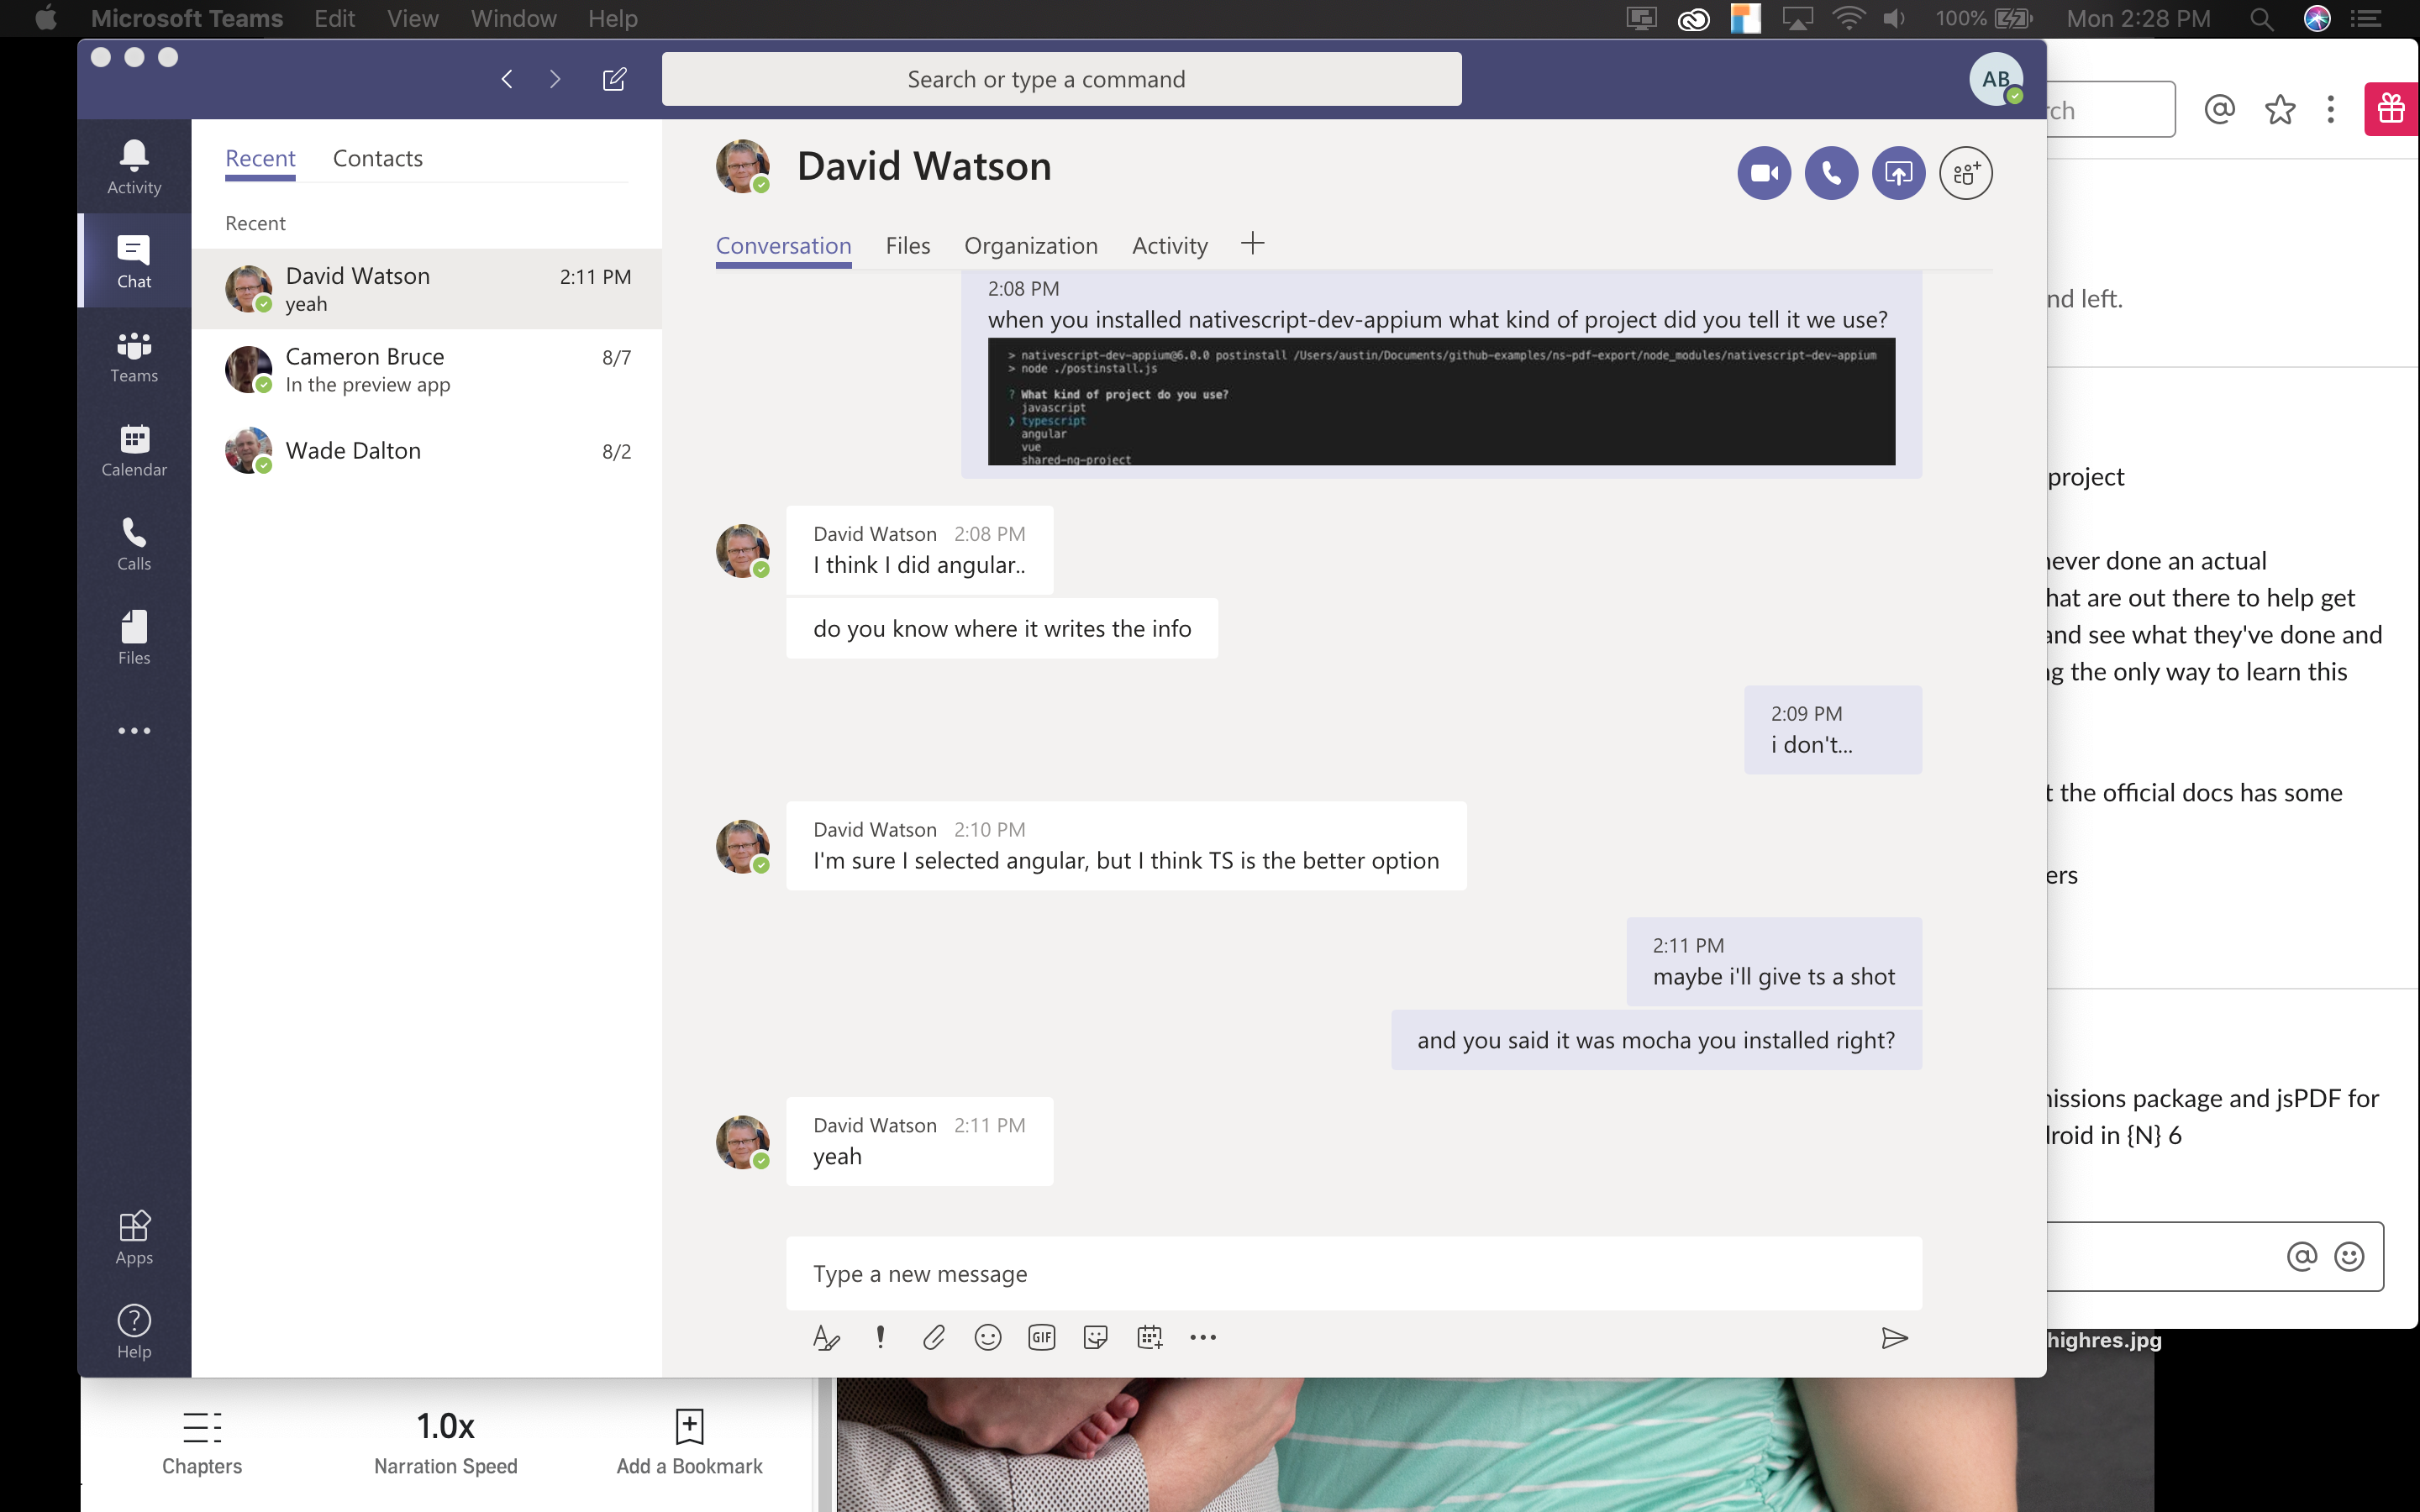 Microsoft Teams Edit View Window Help
100% Mon 2:28 PM
Search or type a command
AB
Activity
Chat
Teams
Calendar
Calls
Files
Apps
Help
Recent Contacts
Recent
David Watson 2:11 PM
yeah
Cameron Bruce 8/7
In the preview app
Wade Dalton 8/2
David Watson
Conversation Files Organization Activity
2:08 PM
when you installed nativescript-dev-appium what kind of project did you tell it we use?
> nativescript-dev-appium@6.0.0 postinstall /Users/austin/Documents/github-examples/ns-pdf-export/node_modules/nativescript-dev-appium
> node ./postinstall.js
? What kind of project do you use?
javascript
❯ typescript
angular
vue
shared-ng-project
David Watson 2:08 PM
I think I did angular..
do you know where it writes the info
2:09 PM
i don't...
David Watson 2:10 PM
I'm sure I selected angular, but I think TS is the better option
2:11 PM
maybe i'll give ts a shot
and you said it was mocha you installed right?
David Watson 2:11 PM
yeah
Type a new message
GIF
rch
nd left.
project
never done an actual
hat are out there to help get
and see what they've done and
g the only way to learn this
t the official docs has some
ers
issions package and jsPDF for
droid in {N} 6
highres.jpg
Chapters
1.0x
Narration Speed
Add a Bookmark